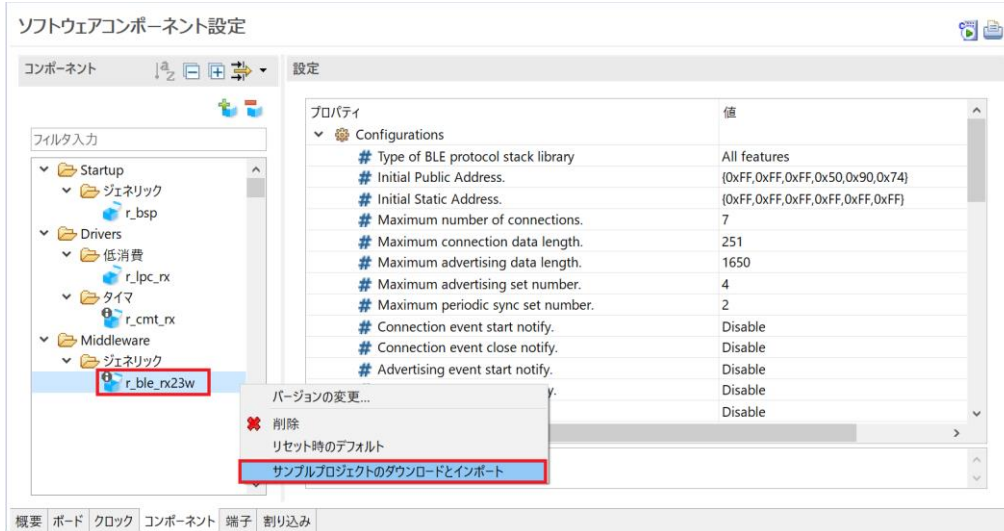 ソフトウェアコンポーネント設定
コンポーネント
設定
フィルタ入力
Startup
ジェネリック
r_bsp
Drivers
低消費
r_lpc_rx
タイマ
r_cmt_rx
Middleware
ジェネリック
r_ble_rx23w
プロパティ 値
Configurations
# Type of BLE protocol stack library All features
# Initial Public Address. {0xFF,0xFF,0xFF,0x50,0x90,0x74}
# Initial Static Address. {0xFF,0xFF,0xFF,0xFF,0xFF,0xFF}
# Maximum number of connections. 7
# Maximum connection data length. 251
# Maximum advertising data length. 1650
# Maximum advertising set number. 4
# Maximum periodic sync set number. 2
# Connection event start notify. Disable
# Connection event close notify. Disable
# Advertising event start notify. Disable
Disable
Disable
バージョンの変更...
削除
リセット時のデフォルト
サンプルプロジェクトのダウンロードとインポート
概要 ボード クロック コンポーネント 端子 割り込み